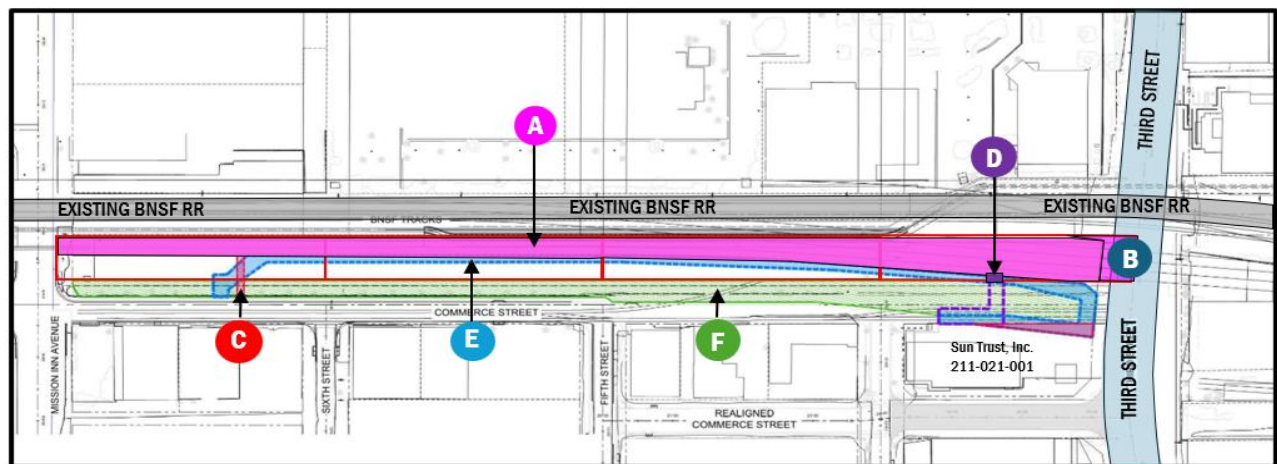 A
D
THIRD STREET
EXISTING BNSF RR
EXISTING BNSF RR
EXISTING BNSF RR
BNSF TRACKS
B
COMMERCE STREET
C
E
F
Sun Trust, Inc.
211-021-001
MISSION INN AVENUE
SIXTH STREET
FIFTH STREET
THIRD STREET
REALIGNED
COMMERCE STREET